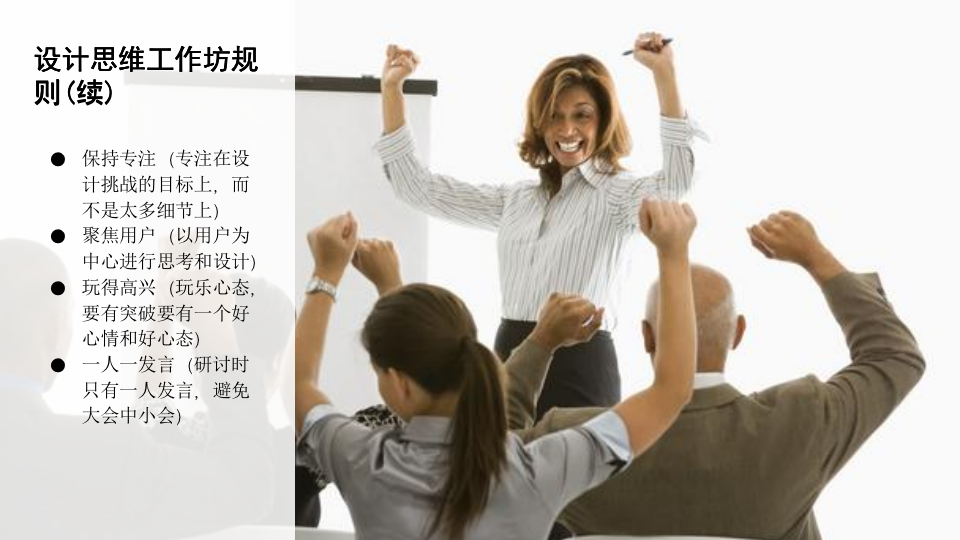 设计思维工作坊规
则(续)
● 保持专注 (专注在设
计挑战的目标上, 而
不是太多细节上)
● 聚焦用户 (以用户为
中心进行思考和设计)
● 玩得高兴 (玩乐心态,
要有突破要有一个好
心情和好心态)
● 一人一发言 (研讨时
只有一人发言, 避免
大会中小会)